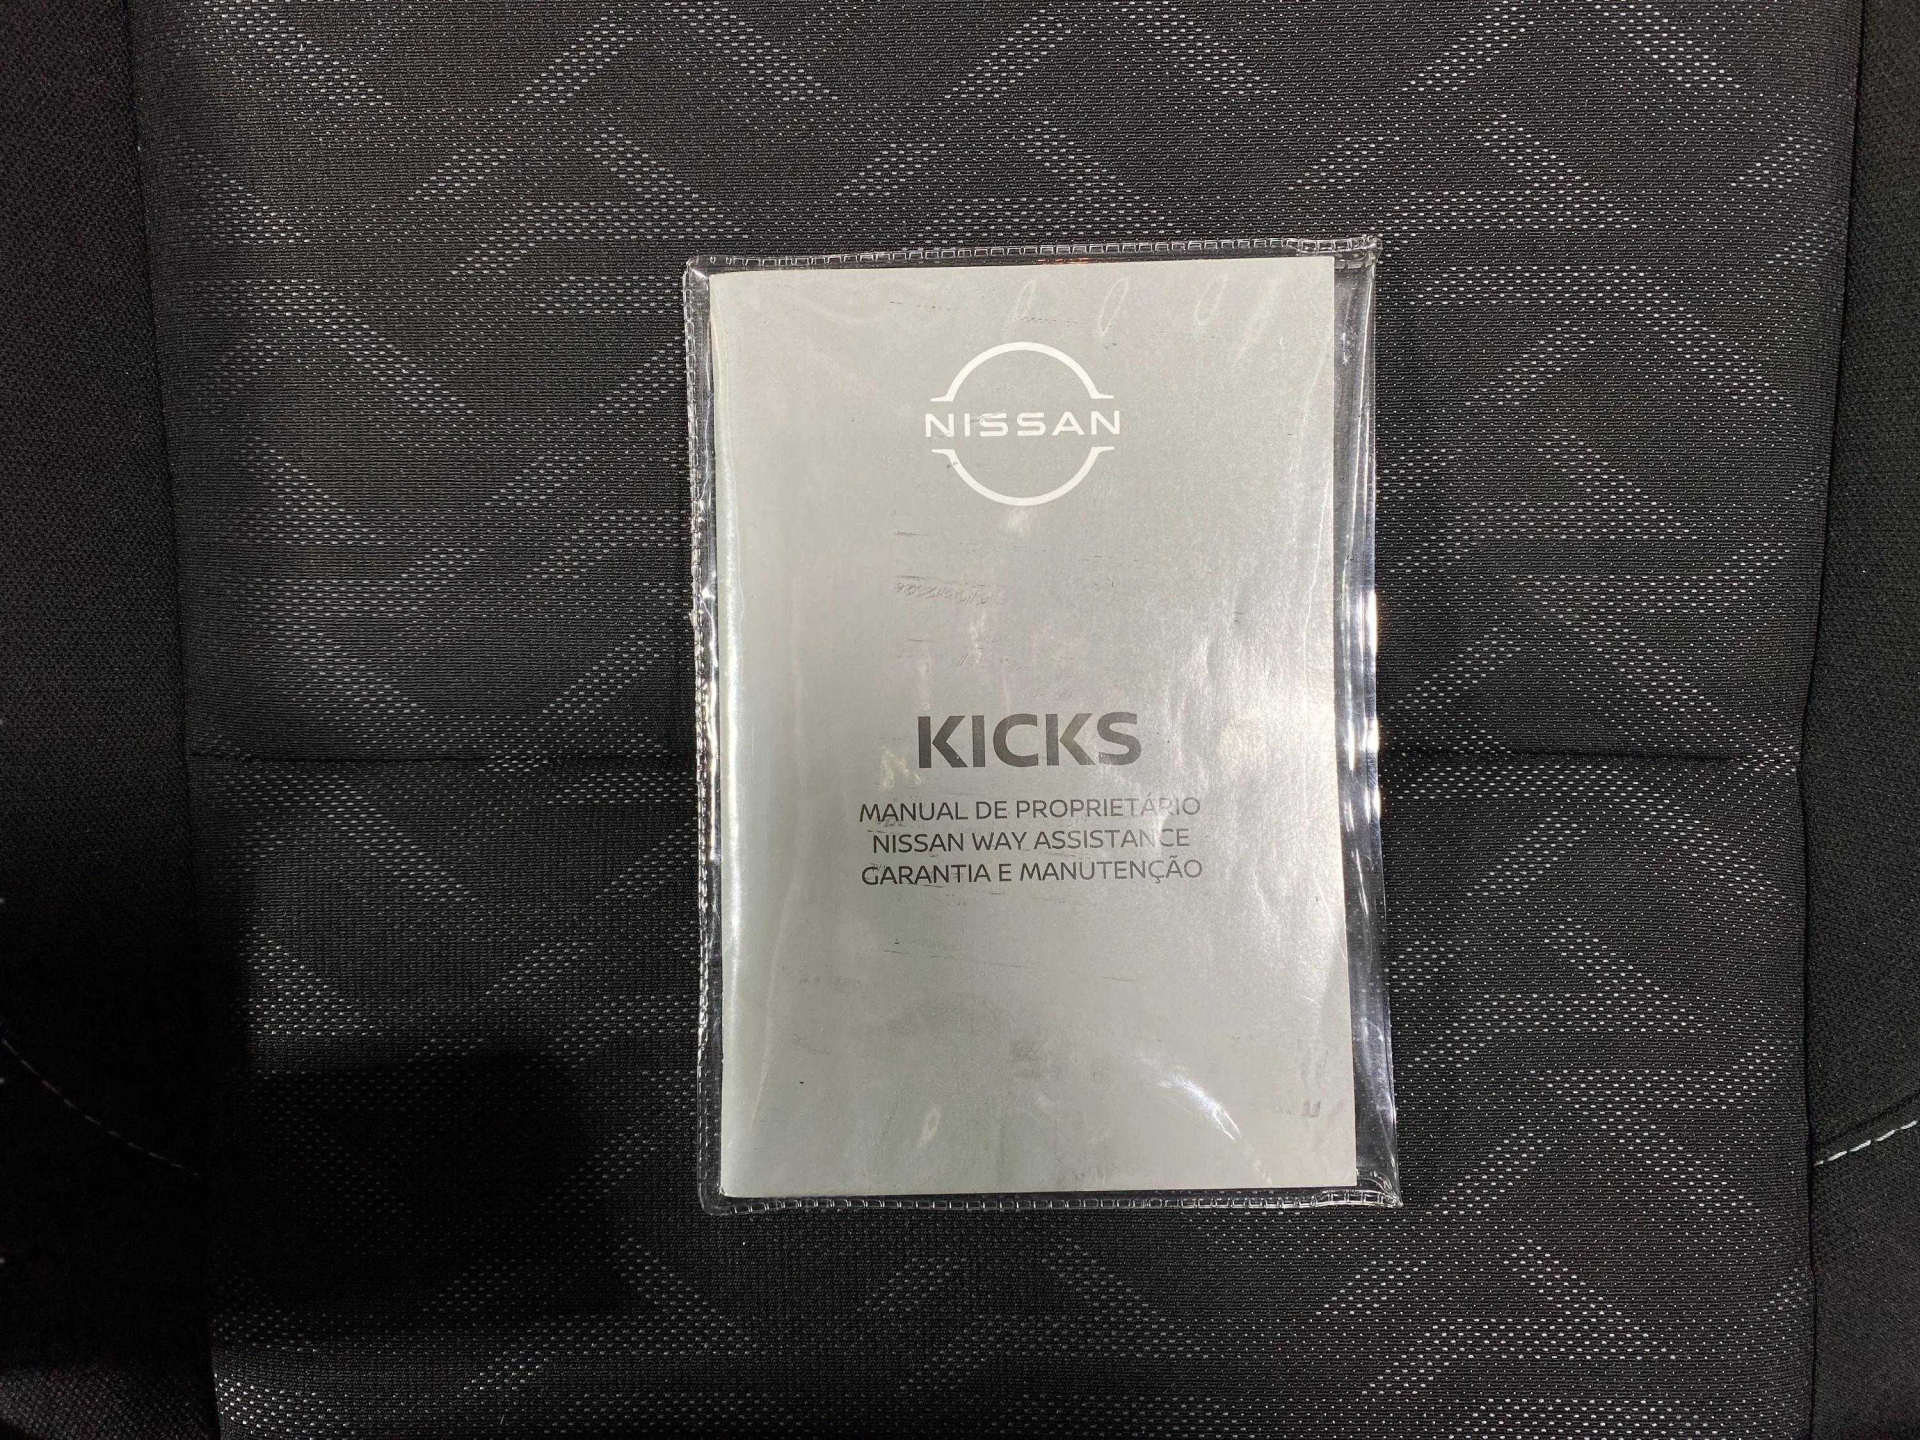 NISSAN
KICKS
MANUAL DE PROPRIETÁRIO
NISSAN WAY ASSISTANCE
GARANTIA E MANUTENÇÃO